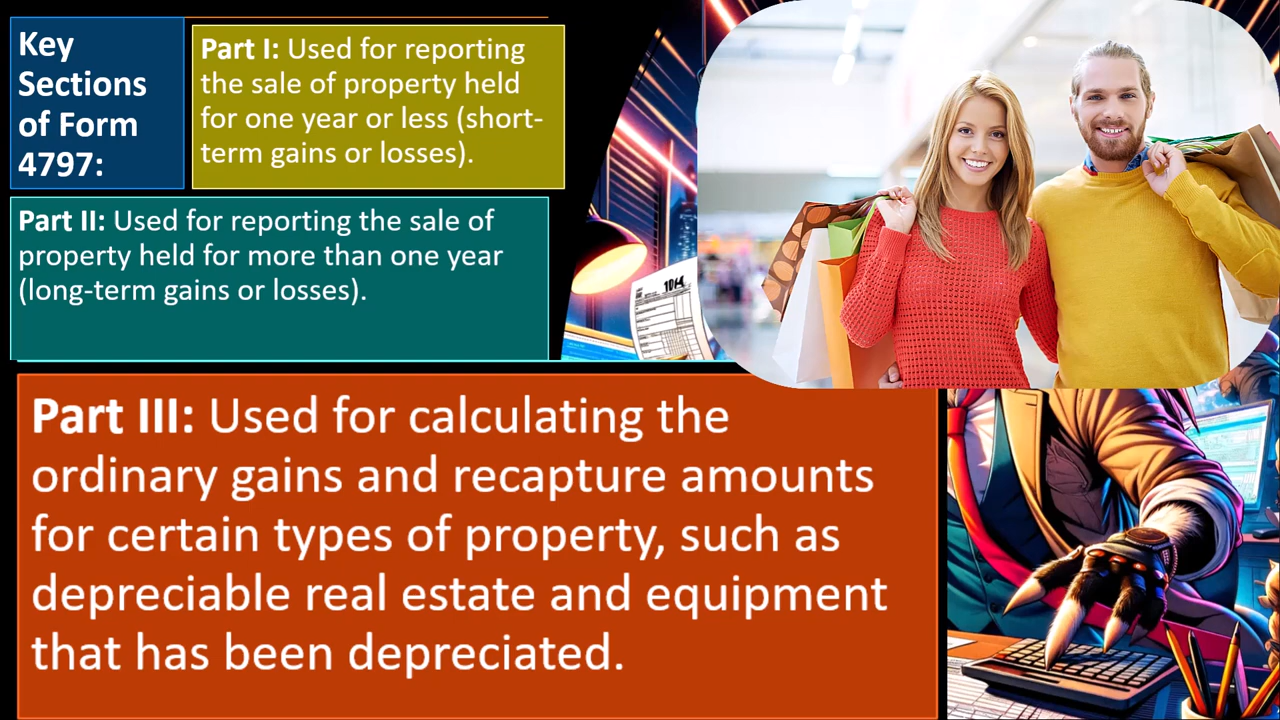 Key
Sections
of Form
4797:
Part I: Used for reporting
the sale of property held
for one year or less (short-
term gains or losses).
Part II: Used for reporting the sale of
property held for more than one year
(long-term gains or losses).
Part III: Used for calculating the
ordinary gains and recapture amounts
for certain types of property, such as
depreciable real estate and equipment
that has been depreciated.